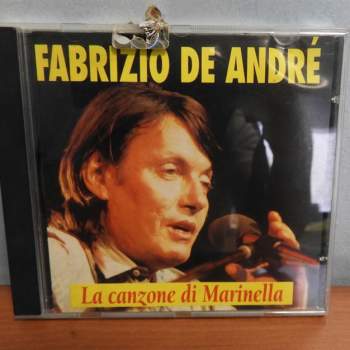 FABRIZIO DE ANDRÉ
La canzone di Marinella